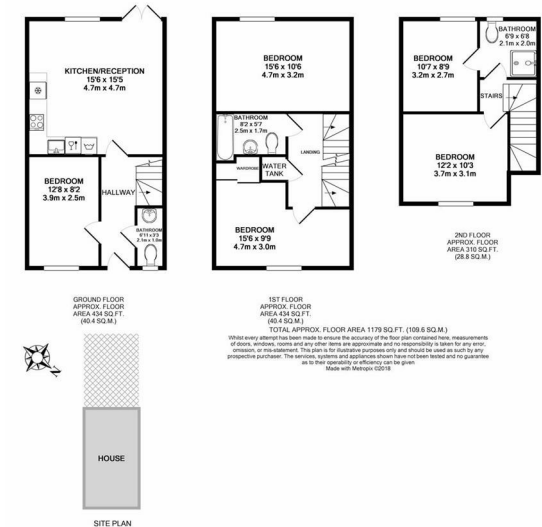 KITCHEN/RECEPTION
15'6 x 15'5
4.7m x 4.7m
BEDROOM
12'8 x 8'2
3.9m x 2.5m
HALLWAY
BATHROOM
6'11 x 3'3
2.1m x 1.0m
GROUND FLOOR
APPROX. FLOOR
AREA 434 SQ.FT.
(40.4 SQ.M.)
BEDROOM
15'6 x 10'6
4.7m x 3.2m
BATHROOM
8'2 x 5'7
2.5m x 1.7m
LANDING
WARDROBE
WATER
TANK
BEDROOM
15'6 x 9'9
4.7m x 3.0m
1ST FLOOR
APPROX. FLOOR
AREA 434 SQ.FT.
(40.4 SQ.M.)
BATHROOM
6'9 x 6'8
2.1m x 2.0m
BEDROOM
10'7 x 8'9
3.2m x 2.7m
STAIRS
BEDROOM
12'2 x 10'3
3.7m x 3.1m
2ND FLOOR
APPROX. FLOOR
AREA 310 SQ.FT.
(28.8 SQ.M.)
TOTAL APPROX. FLOOR AREA 1179 SQ.FT. (109.6 SQ.M.)
Whilst every attempt has been made to ensure the accuracy of the floor plan contained here, measurements
of doors, windows, rooms and any other items are approximate and no responsibility is taken for any error,
omission, or mis-statement. This plan is for illustrative purposes only and should be used as such by any
prospective purchaser. The services, systems and appliances shown have not been tested and no guarantee
as to their operability or efficiency can be given
Made with Metropix ©2018
N
HOUSE
SITE PLAN